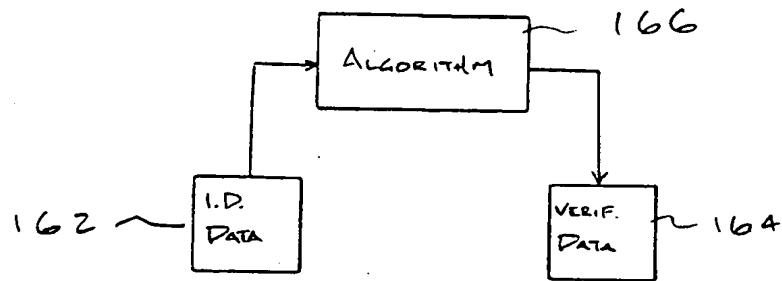 166
ALGORITHM
I.D.
DATA
162
VERIF.
DATA
164